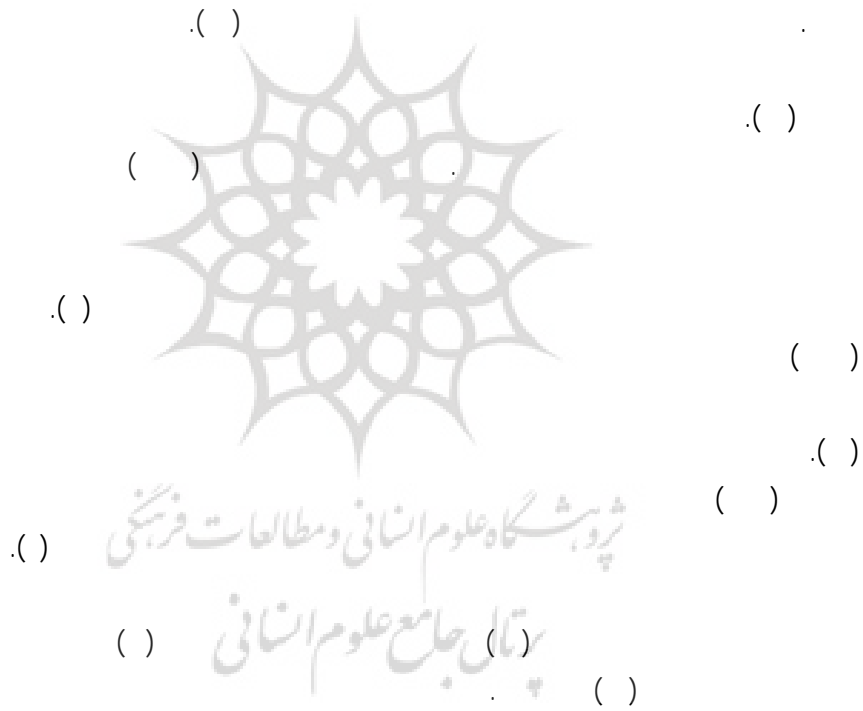 . ( ).
( ).
. ( )
( ).
( )
( ).
( )
پژوهشگاه علوم انسانی و مطالعات فرهنگی
( ).
پرتال جامع علوم انسانی
( ) ( )
( ) .